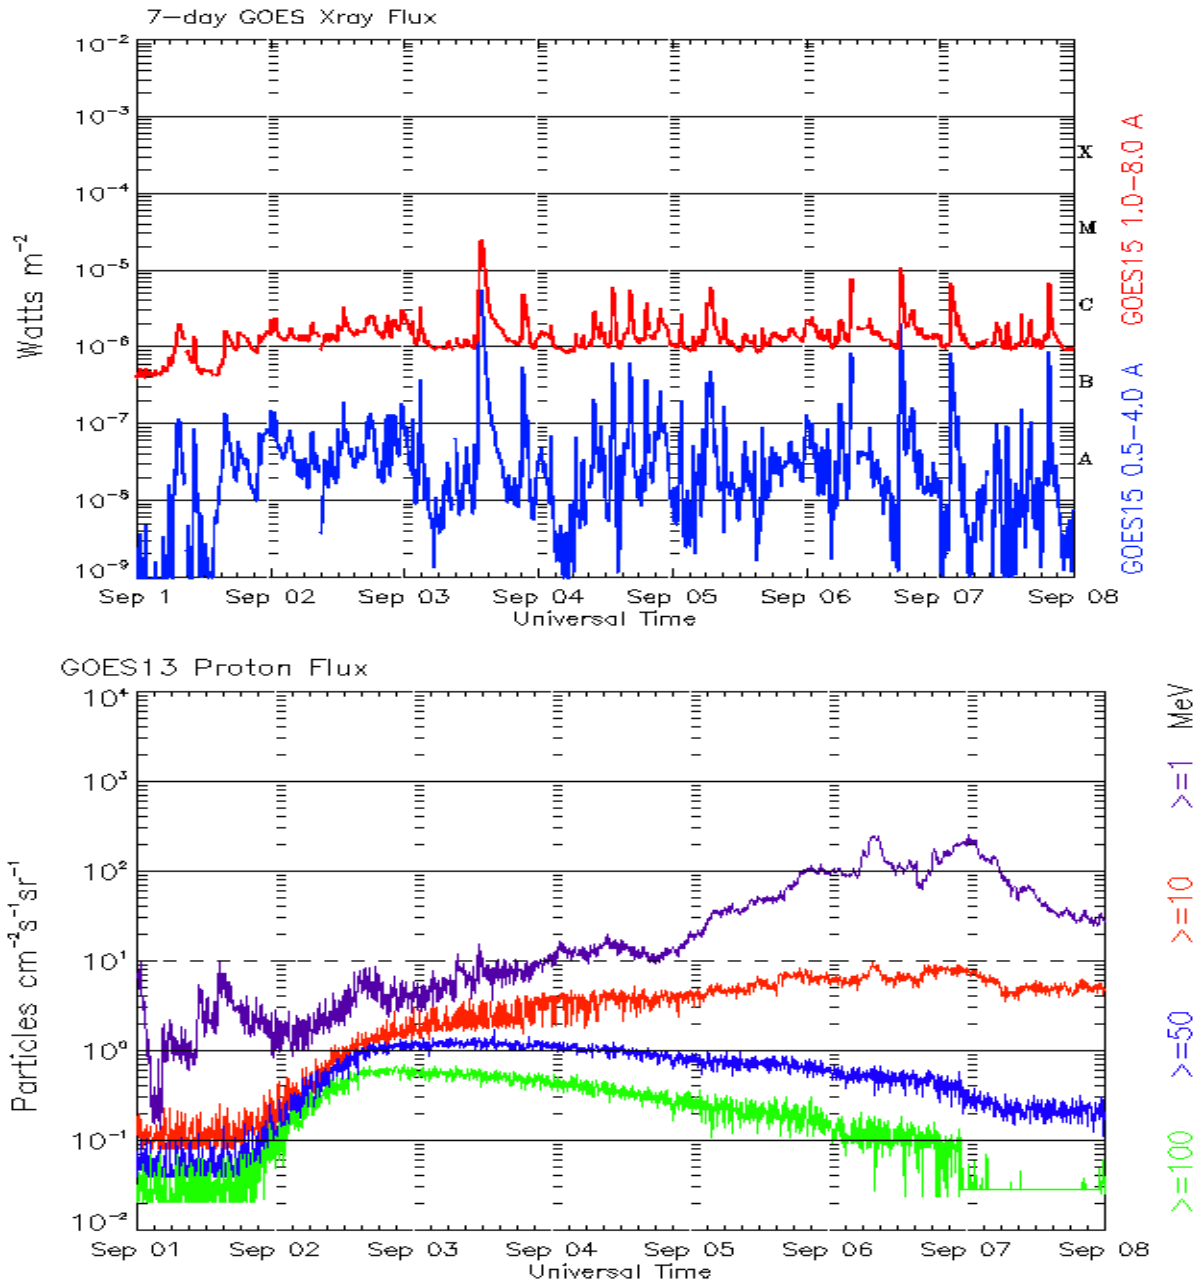 7-day GOES Xray Flux
10⁻²
10⁻³
10⁻⁴
10⁻⁵
10⁻⁶
10⁻⁷
10⁻⁸
10⁻⁹
Watts m⁻²
X
M
C
B
A
GOES15 1.0-8.0 A
GOES15 0.5-4.0 A
Sep 1 Sep 02 Sep 03 Sep 04 Sep 05 Sep 06 Sep 07 Sep 08
Universal Time
GOES13 Proton Flux
10⁴
10³
10²
10¹
10⁰
10⁻¹
10⁻²
Particles cm⁻²s⁻¹sr⁻¹
>=1 MeV
>=10
>=50
>=100
Sep 01 Sep 02 Sep 03 Sep 04 Sep 05 Sep 06 Sep 07 Sep 08
Universal Time